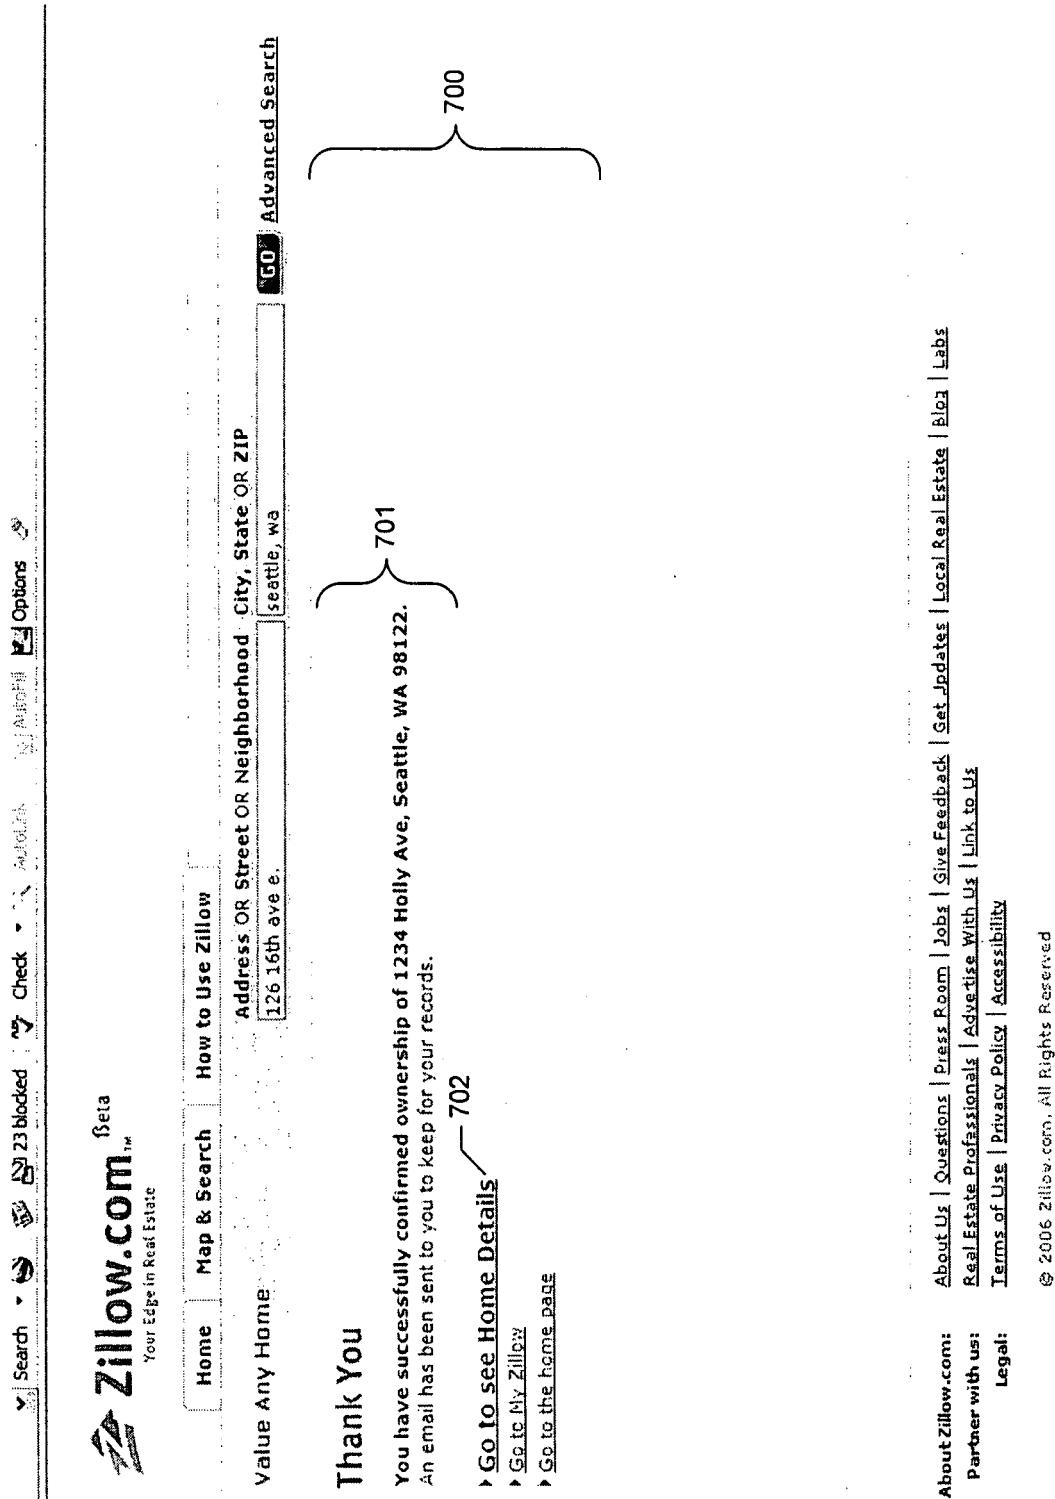 Search 23 blocked Check AutoLink AutoFill Options
Zillow.com™ Beta
Your Edge in Real Estate
Home Map & Search How to Use Zillow
Value Any Home Address OR Street OR Neighborhood City, State OR ZIP
126 16th ave e. seattle, wa GO Advanced Search
Thank You
701
700
You have successfully confirmed ownership of 1234 Holly Ave, Seattle, WA 98122.
An email has been sent to you to keep for your records.
702
Go to see Home Details
Go to My Zillow
Go to the home page
About Zillow.com: About Us | Questions | Press Room | Jobs | Give Feedback | Get Updates | Local Real Estate | Blog | Labs
Partner with us: Real Estate Professionals | Advertise With Us | Link to Us
Legal: Terms of Use | Privacy Policy | Accessibility
© 2006 Zillow.com, All Rights Reserved